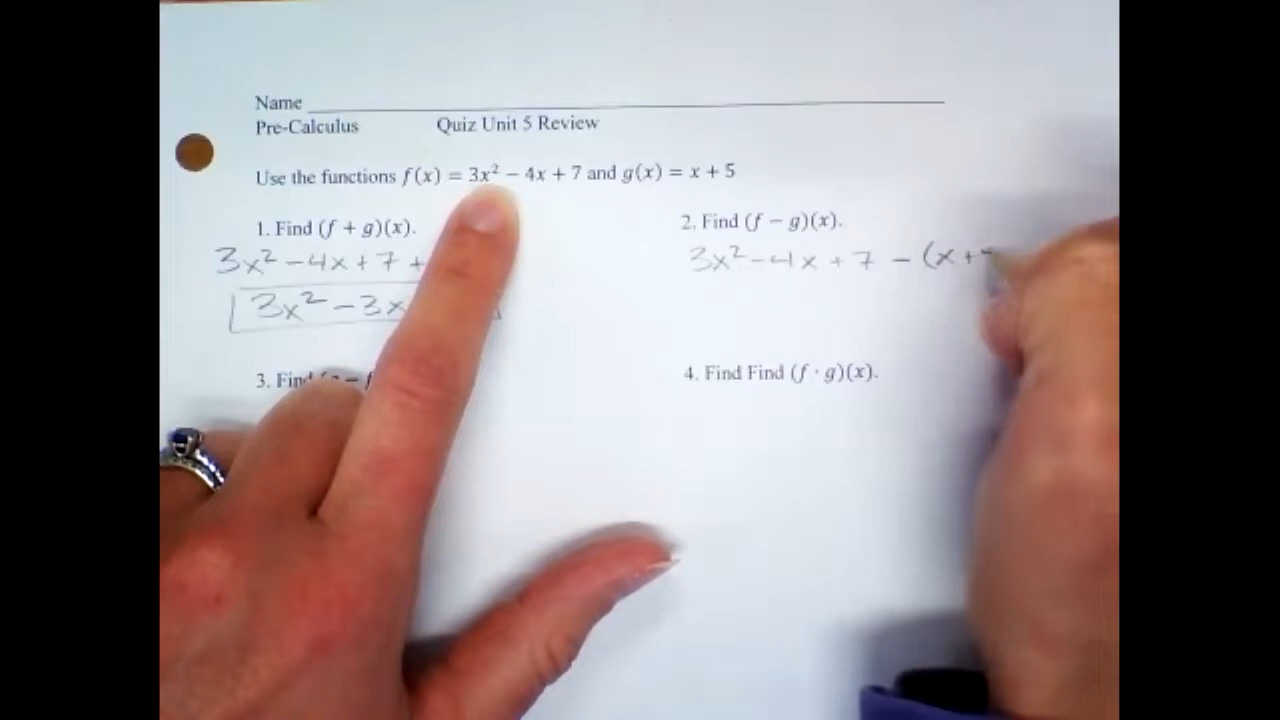 Name
Pre-Calculus Quiz Unit 5 Review
Use the functions f(x) = 3x² − 4x + 7 and g(x) = x + 5
1. Find (f + g)(x).
3x² − 4x + 7 +
3x² − 3x
2. Find (f − g)(x).
3x² − 4x + 7 − (x +
3. Find
4. Find Find (f · g)(x).